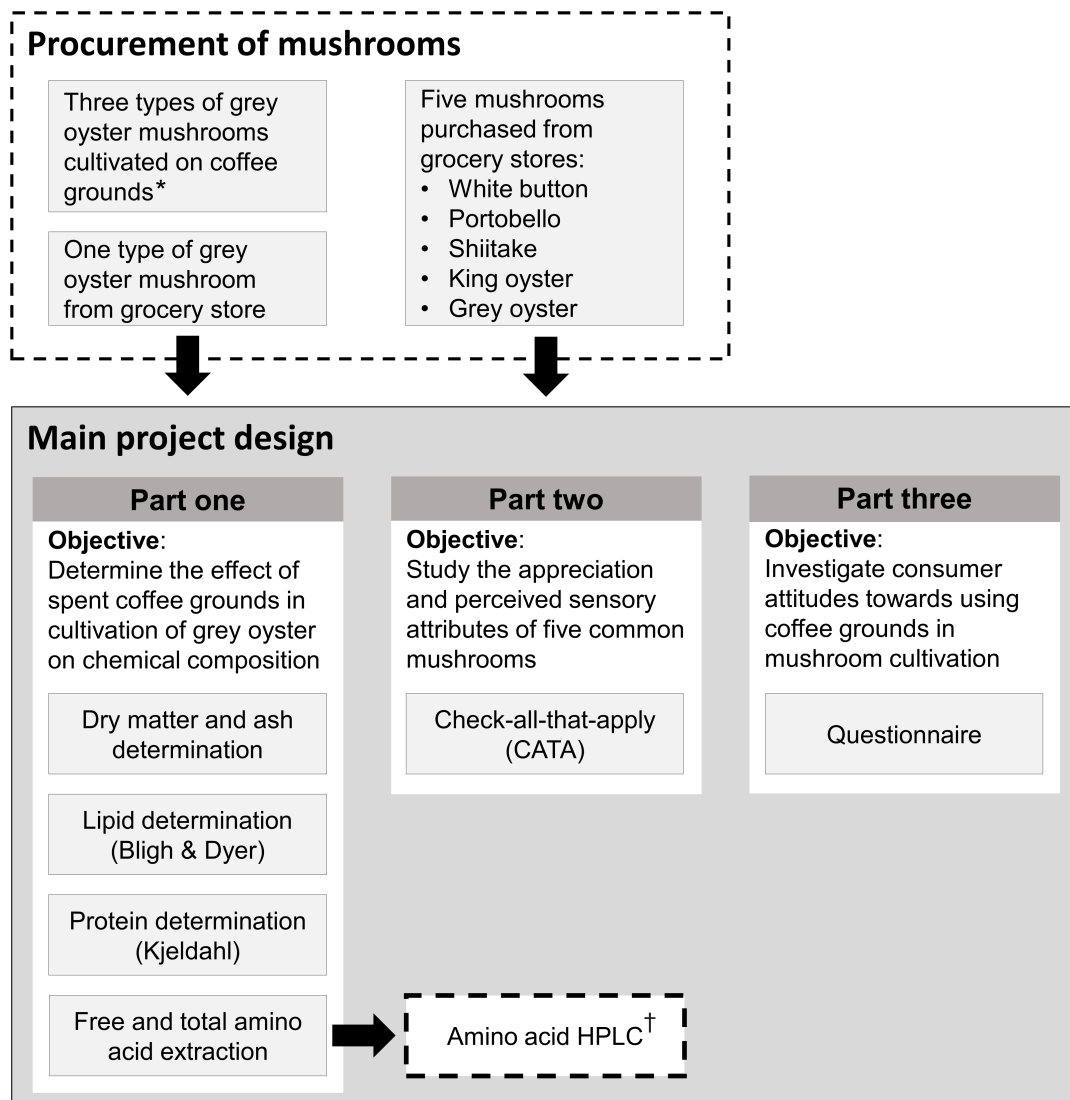 Procurement of mushrooms
Three types of grey
oyster mushrooms
cultivated on coffee
grounds*
One type of grey
oyster mushroom
from grocery store
Five mushrooms
purchased from
grocery stores:
• White button
• Portobello
• Shiitake
• King oyster
• Grey oyster
Main project design
Part one
Objective:
Determine the effect of
spent coffee grounds in
cultivation of grey oyster
on chemical composition
Dry matter and ash
determination
Lipid determination
(Bligh & Dyer)
Protein determination
(Kjeldahl)
Free and total amino
acid extraction
Amino acid HPLC†
Part two
Objective:
Study the appreciation
and perceived sensory
attributes of five common
mushrooms
Check-all-that-apply
(CATA)
Part three
Objective:
Investigate consumer
attitudes towards using
coffee grounds in
mushroom cultivation
Questionnaire